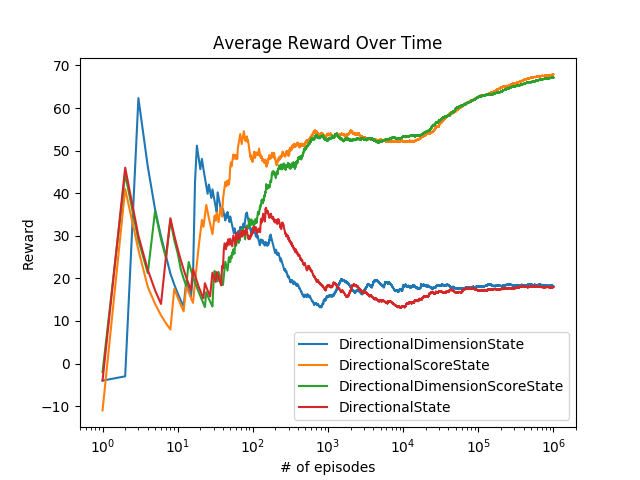 Average Reward Over Time
Reward
70
60
50
40
30
20
10
0
−10
10⁰ 10¹ 10² 10³ 10⁴ 10⁵ 10⁶
# of episodes
DirectionalDimensionState
DirectionalScoreState
DirectionalDimensionScoreState
DirectionalState